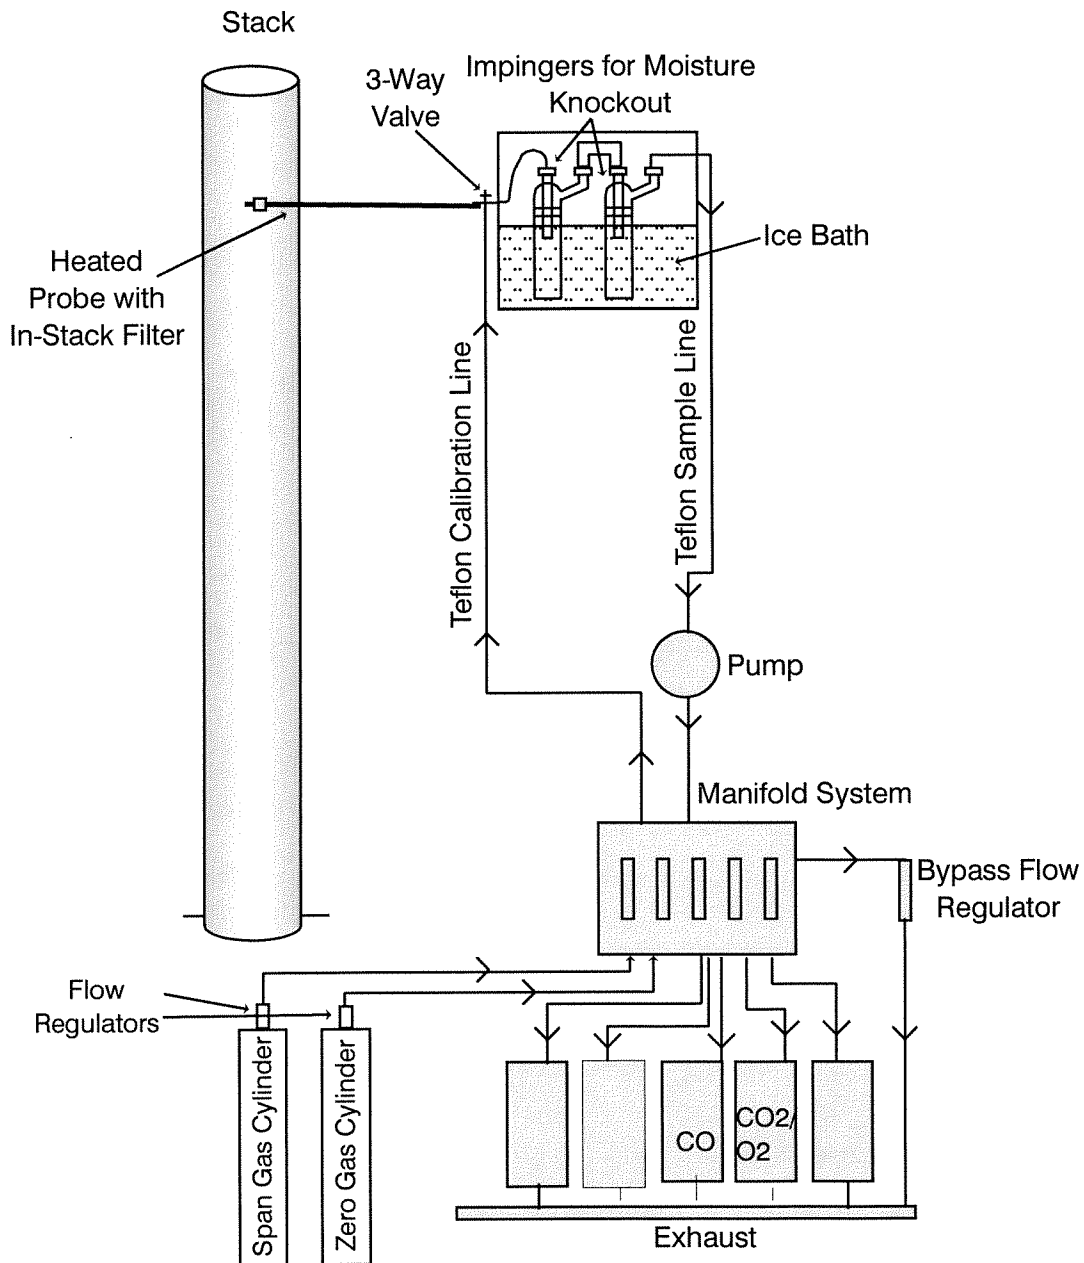 Stack
3-Way
Valve
Impingers for Moisture
Knockout
Ice Bath
Heated
Probe with
In-Stack Filter
Teflon Calibration Line
Teflon Sample Line
Pump
Manifold System
Bypass Flow
Regulator
Flow
Regulators
Span Gas Cylinder
Zero Gas Cylinder
CO
CO2/
O2
Exhaust